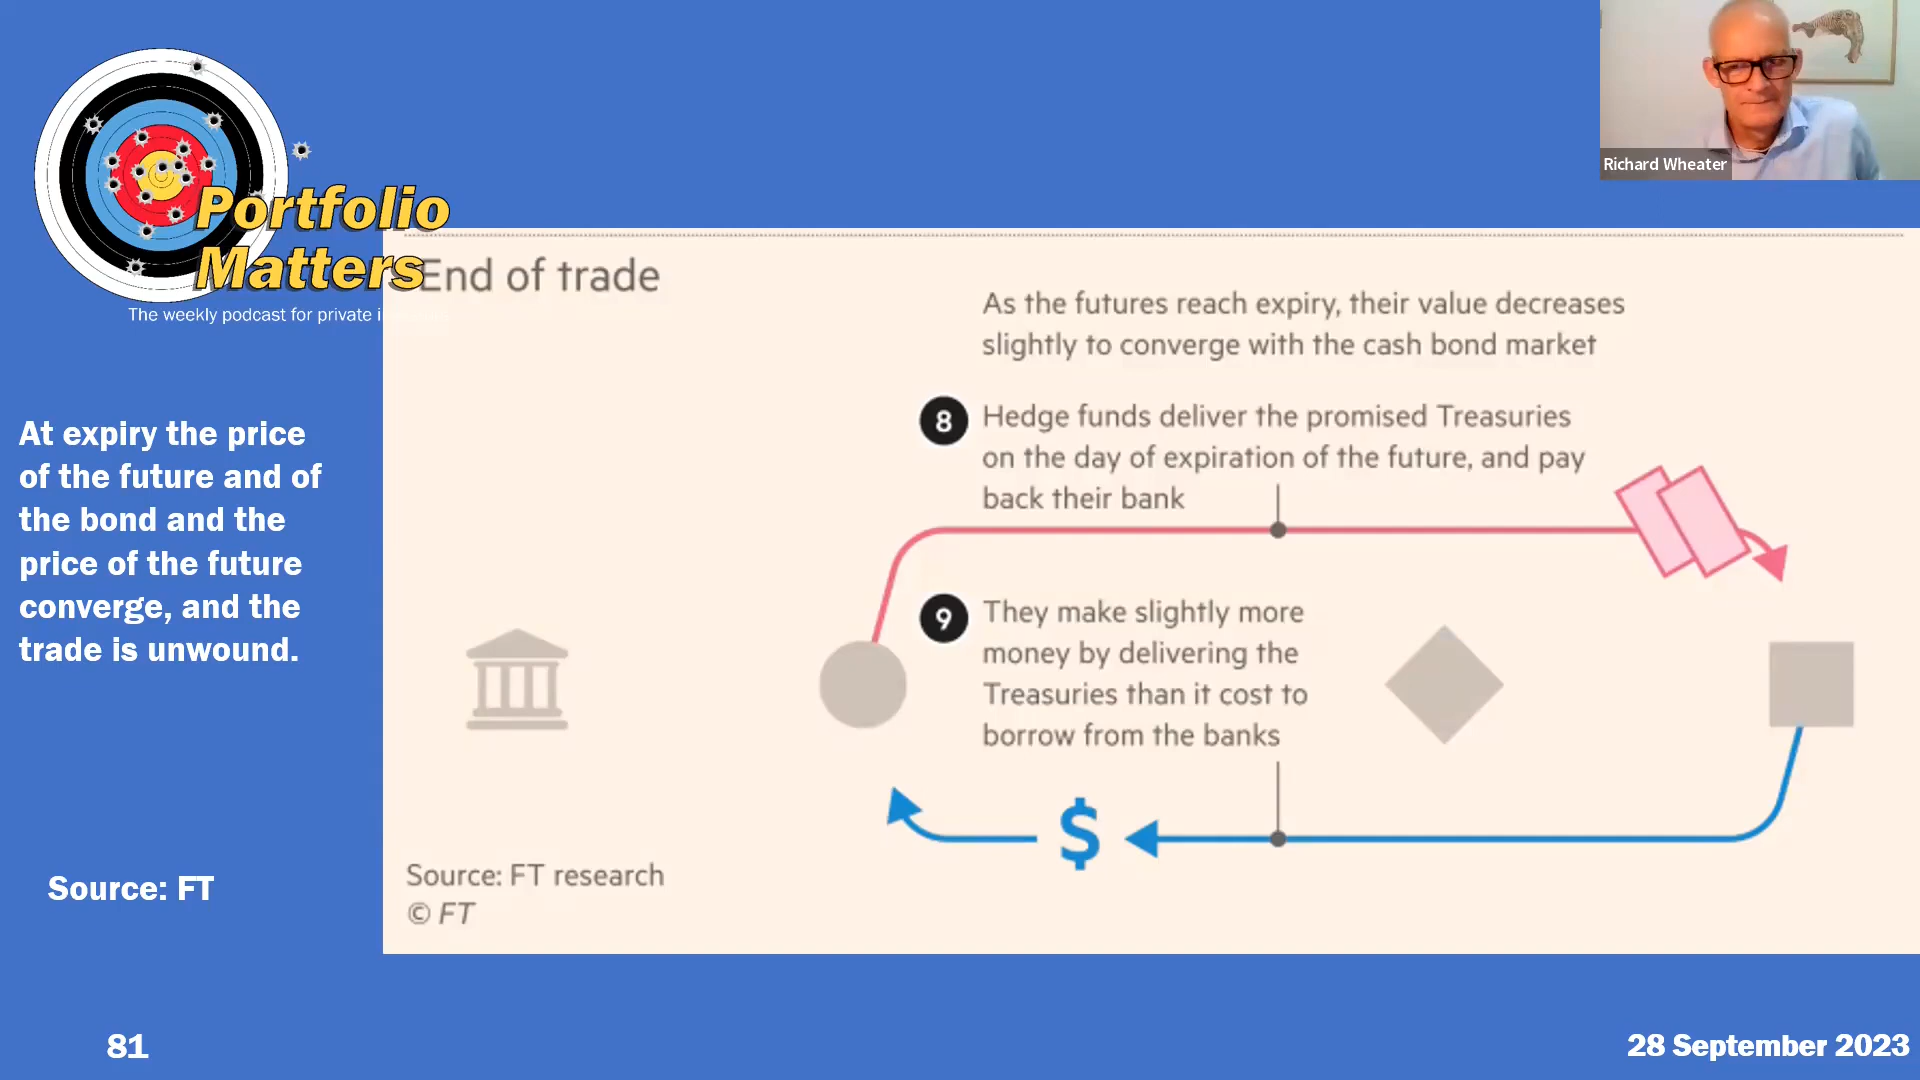 Richard Wheater
Portfolio
Matters
The weekly podcast for private i
End of trade
As the futures reach expiry, their value decreases
slightly to converge with the cash bond market
8
Hedge funds deliver the promised Treasuries
on the day of expiration of the future, and pay
back their bank
At expiry the price
of the future and of
the bond and the
price of the future
converge, and the
trade is unwound.
9
They make slightly more
money by delivering the
Treasuries than it cost to
borrow from the banks
$
Source: FT research
© FT
Source: FT
81
28 September 2023